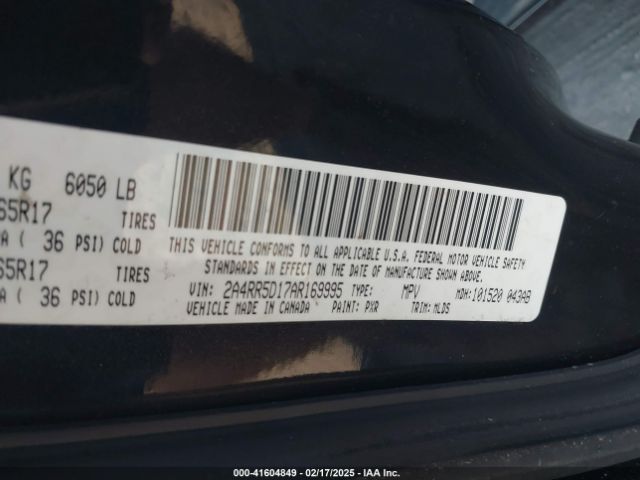 KG 6050 LB
65R17 TIRES
A ( 36 PSI) COLD
65R17 TIRES
A ( 36 PSI) COLD
THIS VEHICLE CONFORMS TO ALL APPLICABLE U.S.A. FEDERAL MOTOR VEHICLE SAFETY
STANDARDS IN EFFECT ON THE DATE OF MANUFACTURE SHOWN ABOVE.
VIN: 2A4RR5D17AR169995 TYPE: MPV MDH:101520 043AB
VEHICLE MADE IN CANADA PAINT: PXR TRIM: MLDS
000-41604849 — 02/17/2025 — IAAI.COM